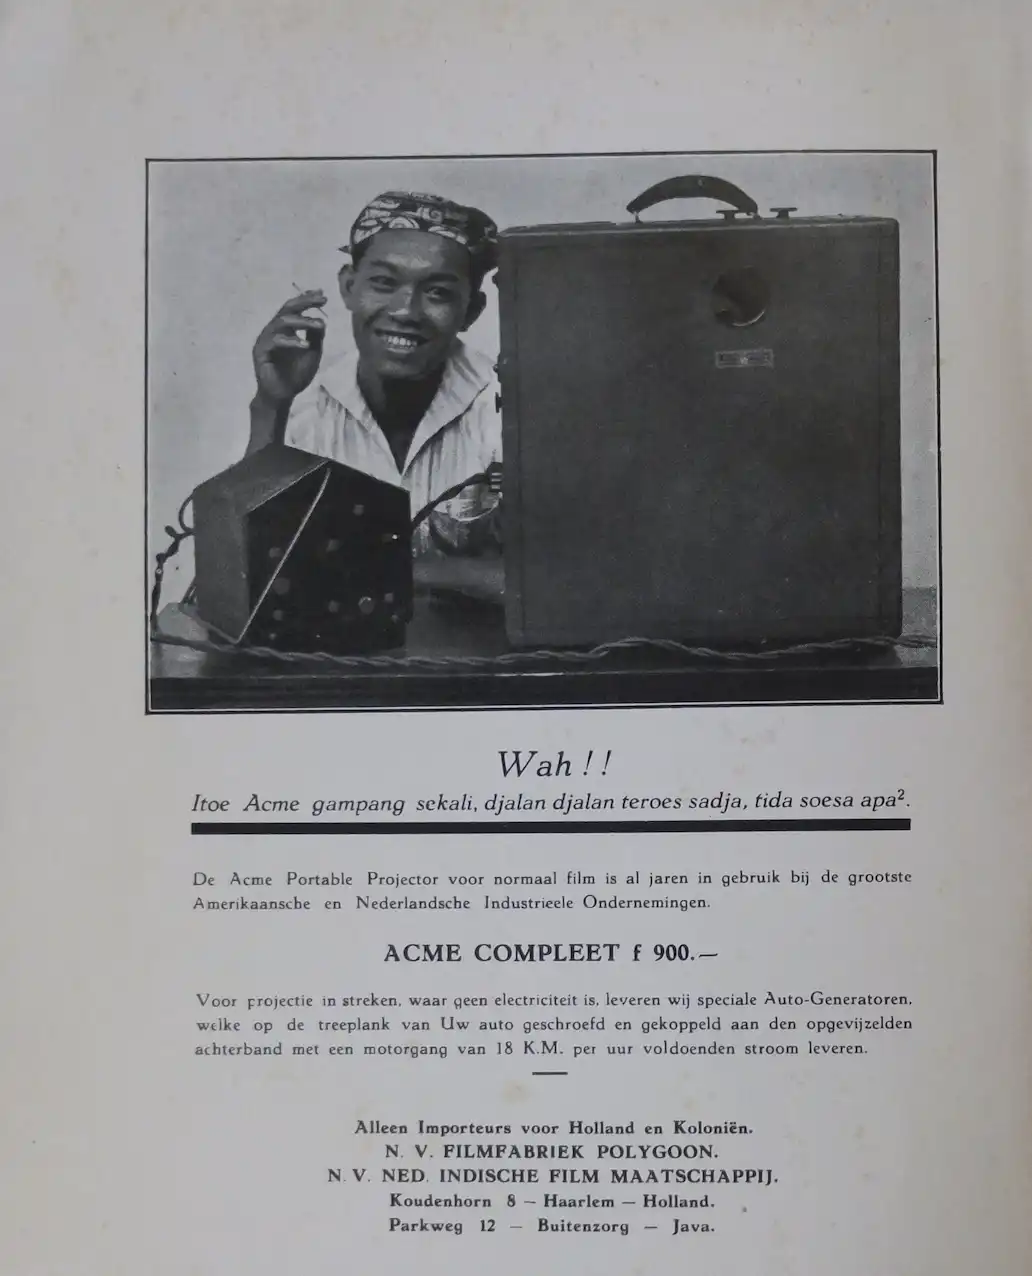 Wah ! !
Itoe Acme gampang sekali, djalan djalan teroes sadja, tida soesa apa².
De Acme Portable Projector voor normaal film is al jaren in gebruik bij de grootste
Amerikaansche en Nederlandsche Industrieele Ondernemingen.
ACME COMPLEET f 900.—
Voor projectie in streken, waar geen electriciteit is, leveren wij speciale Auto-Generatoren,
welke op de treeplank van Uw auto geschroefd en gekoppeld aan den opgevijzelden
achterband met een motorgang van 18 K.M. per uur voldoenden stroom leveren.
Alleen Importeurs voor Holland en Koloniën.
N. V. FILMFABRIEK POLYGOON.
N. V. NED. INDISCHE FILM MAATSCHAPPIJ.
Koudenhorn 8 — Haarlem — Holland.
Parkweg 12 — Buitenzorg — Java.